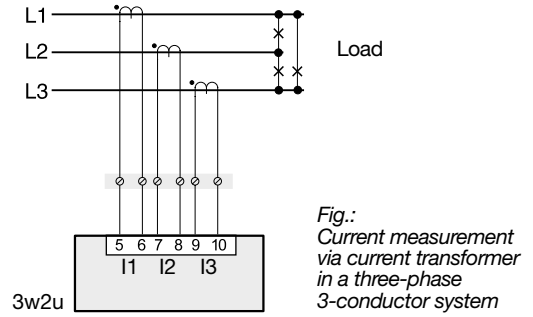 L1
L2
L3
Load
5 6 7 8 9 10
I1 I2 I3
3w2u
Fig.:
Current measurement
via current transformer
in a three-phase
3-conductor system